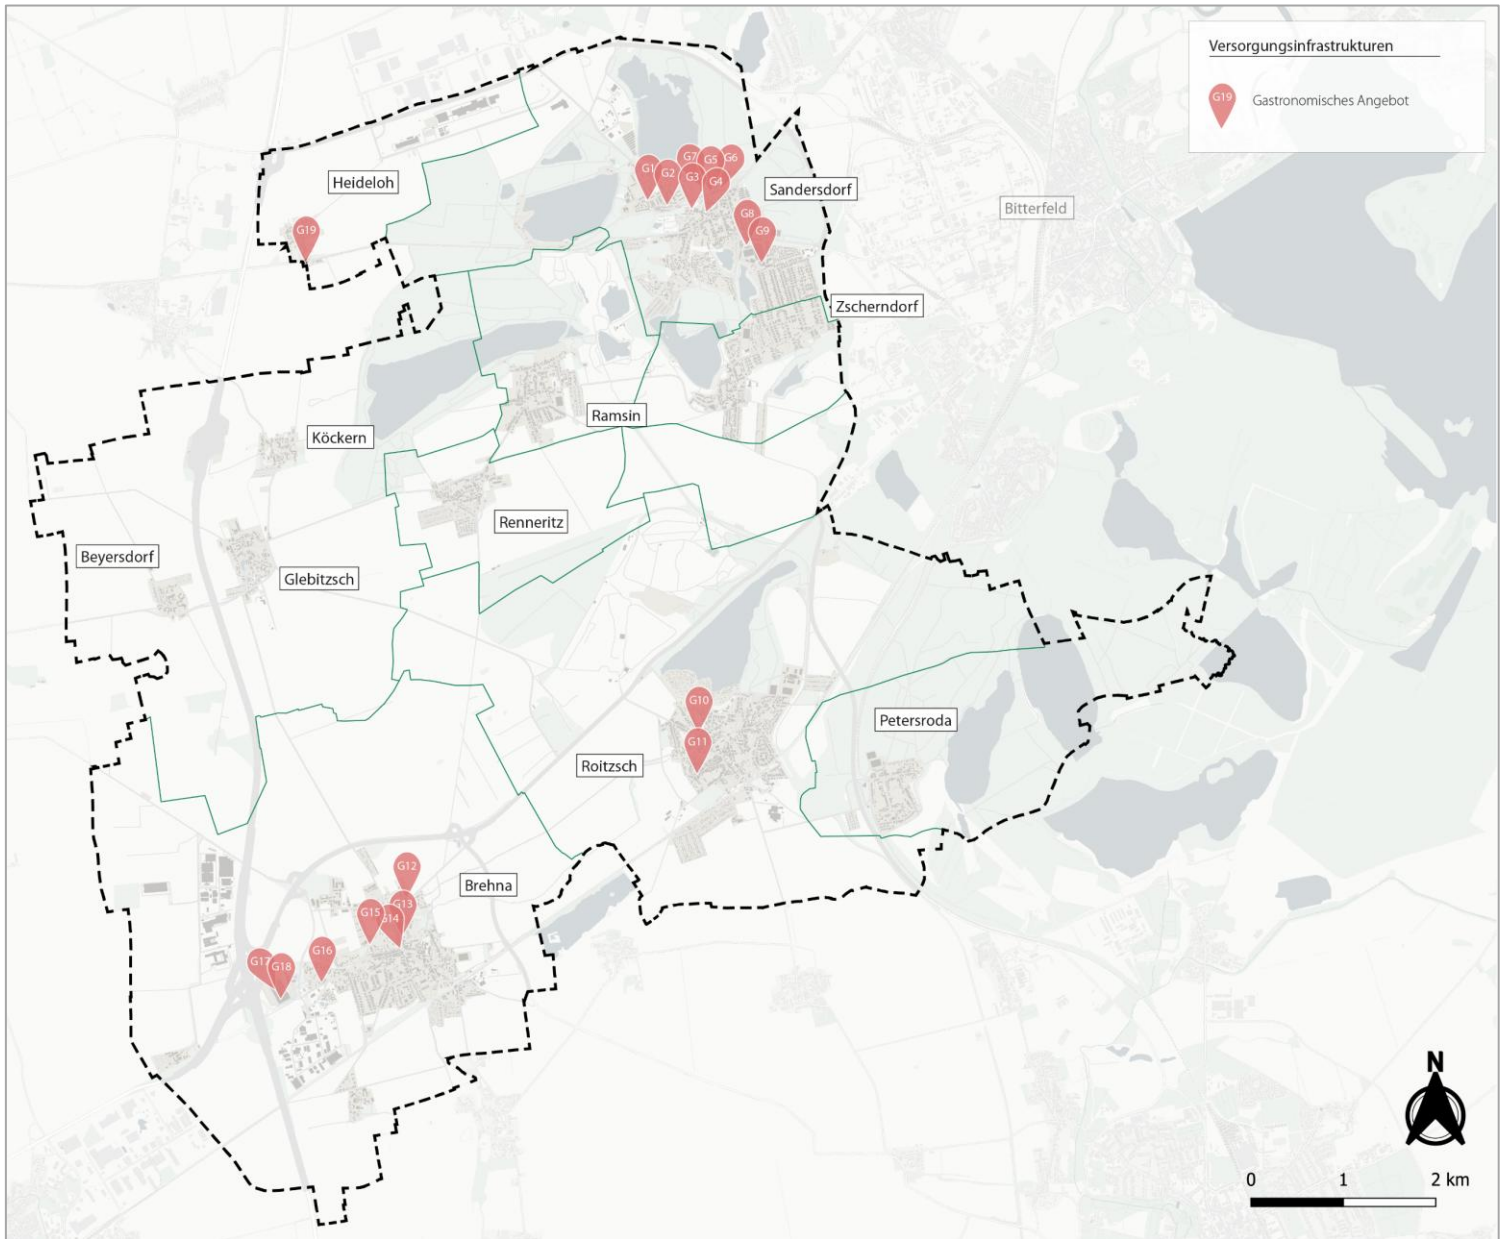 Versorgungsinfrastrukturen
G19
Gastronomisches Angebot
Heideloh
G1
G2
G7
G3
G5
G6
G4
Sandersdorf
Bitterfeld
G19
G8
G9
Zscherndorf
Ramsin
Köckern
Renneritz
Beyersdorf
Glebitzsch
G10
G11
Petersroda
Roitzsch
G12
Brehna
G13
G15
G14
G16
G17
G18
N
0 1 2 km